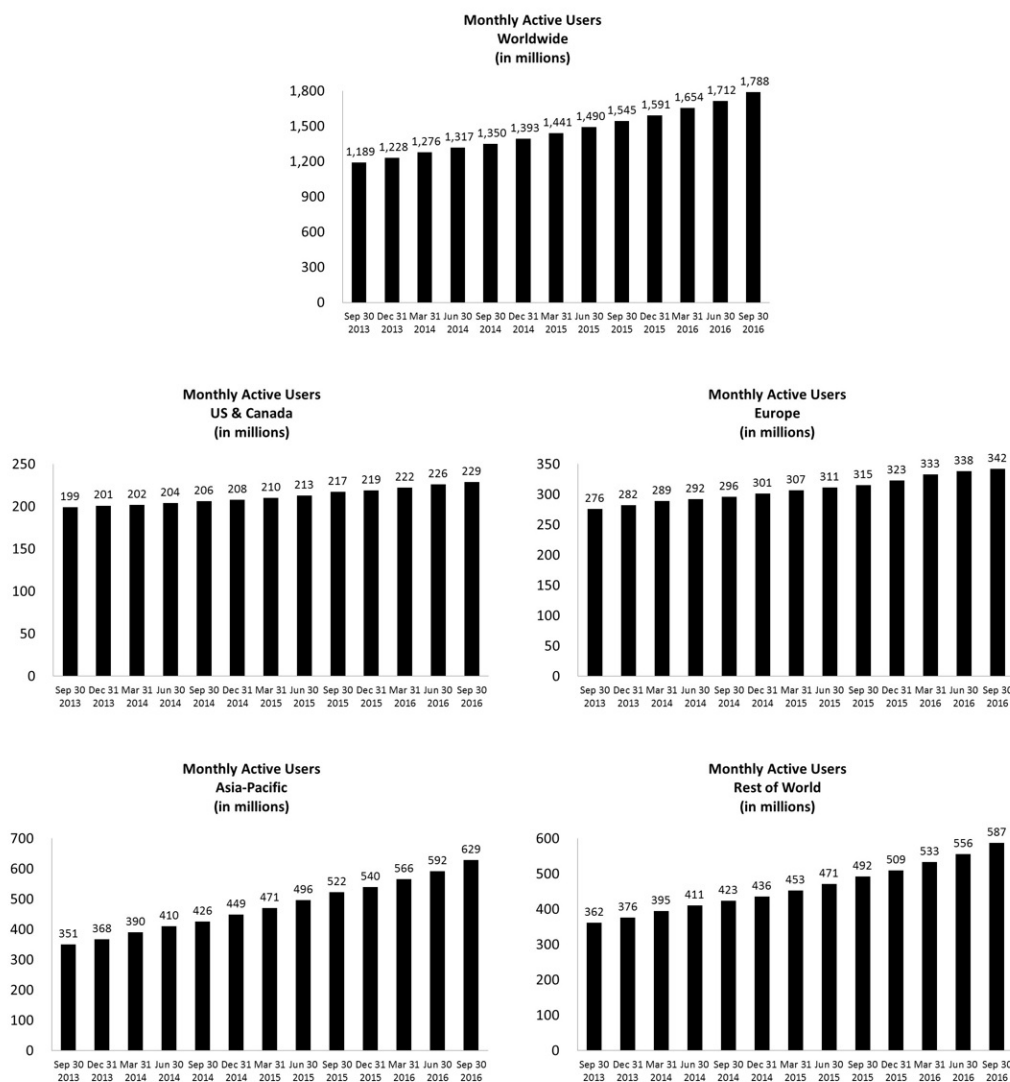 Monthly Active Users
Worldwide
(in millions)
1,800
1,500
1,200
900
600
300
0
1,189 1,228 1,276 1,317 1,350 1,393 1,441 1,490 1,545 1,591 1,654 1,712 1,788
Sep 30 Dec 31 Mar 31 Jun 30 Sep 30 Dec 31 Mar 31 Jun 30 Sep 30 Dec 31 Mar 31 Jun 30 Sep 30
2013 2013 2014 2014 2014 2014 2015 2015 2015 2015 2016 2016 2016
Monthly Active Users
US & Canada
(in millions)
250
200
150
100
50
0
199 201 202 204 206 208 210 213 217 219 222 226 229
Sep 30 Dec 31 Mar 31 Jun 30 Sep 30 Dec 31 Mar 31 Jun 30 Sep 30 Dec 31 Mar 31 Jun 30 Sep 30
2013 2013 2014 2014 2014 2014 2015 2015 2015 2015 2016 2016 2016
Monthly Active Users
Europe
(in millions)
350
300
250
200
150
100
50
0
276 282 289 292 296 301 307 311 315 323 333 338 342
Sep 30 Dec 31 Mar 31 Jun 30 Sep 30 Dec 31 Mar 31 Jun 30 Sep 30 Dec 31 Mar 31 Jun 30 Sep 30
2013 2013 2014 2014 2014 2014 2015 2015 2015 2015 2016 2016 2016
Monthly Active Users
Asia-Pacific
(in millions)
700
600
500
400
300
200
100
0
351 368 390 410 426 449 471 496 522 540 566 592 629
Sep 30 Dec 31 Mar 31 Jun 30 Sep 30 Dec 31 Mar 31 Jun 30 Sep 30 Dec 31 Mar 31 Jun 30 Sep 30
2013 2013 2014 2014 2014 2014 2015 2015 2015 2015 2016 2016 2016
Monthly Active Users
Rest of World
(in millions)
600
500
400
300
200
100
0
362 376 395 411 423 436 453 471 492 509 533 556 587
Sep 30 Dec 31 Mar 31 Jun 30 Sep 30 Dec 31 Mar 31 Jun 30 Sep 30 Dec 31 Mar 31 Jun 30 Sep 30
2013 2013 2014 2014 2014 2014 2015 2015 2015 2015 2016 2016 2016